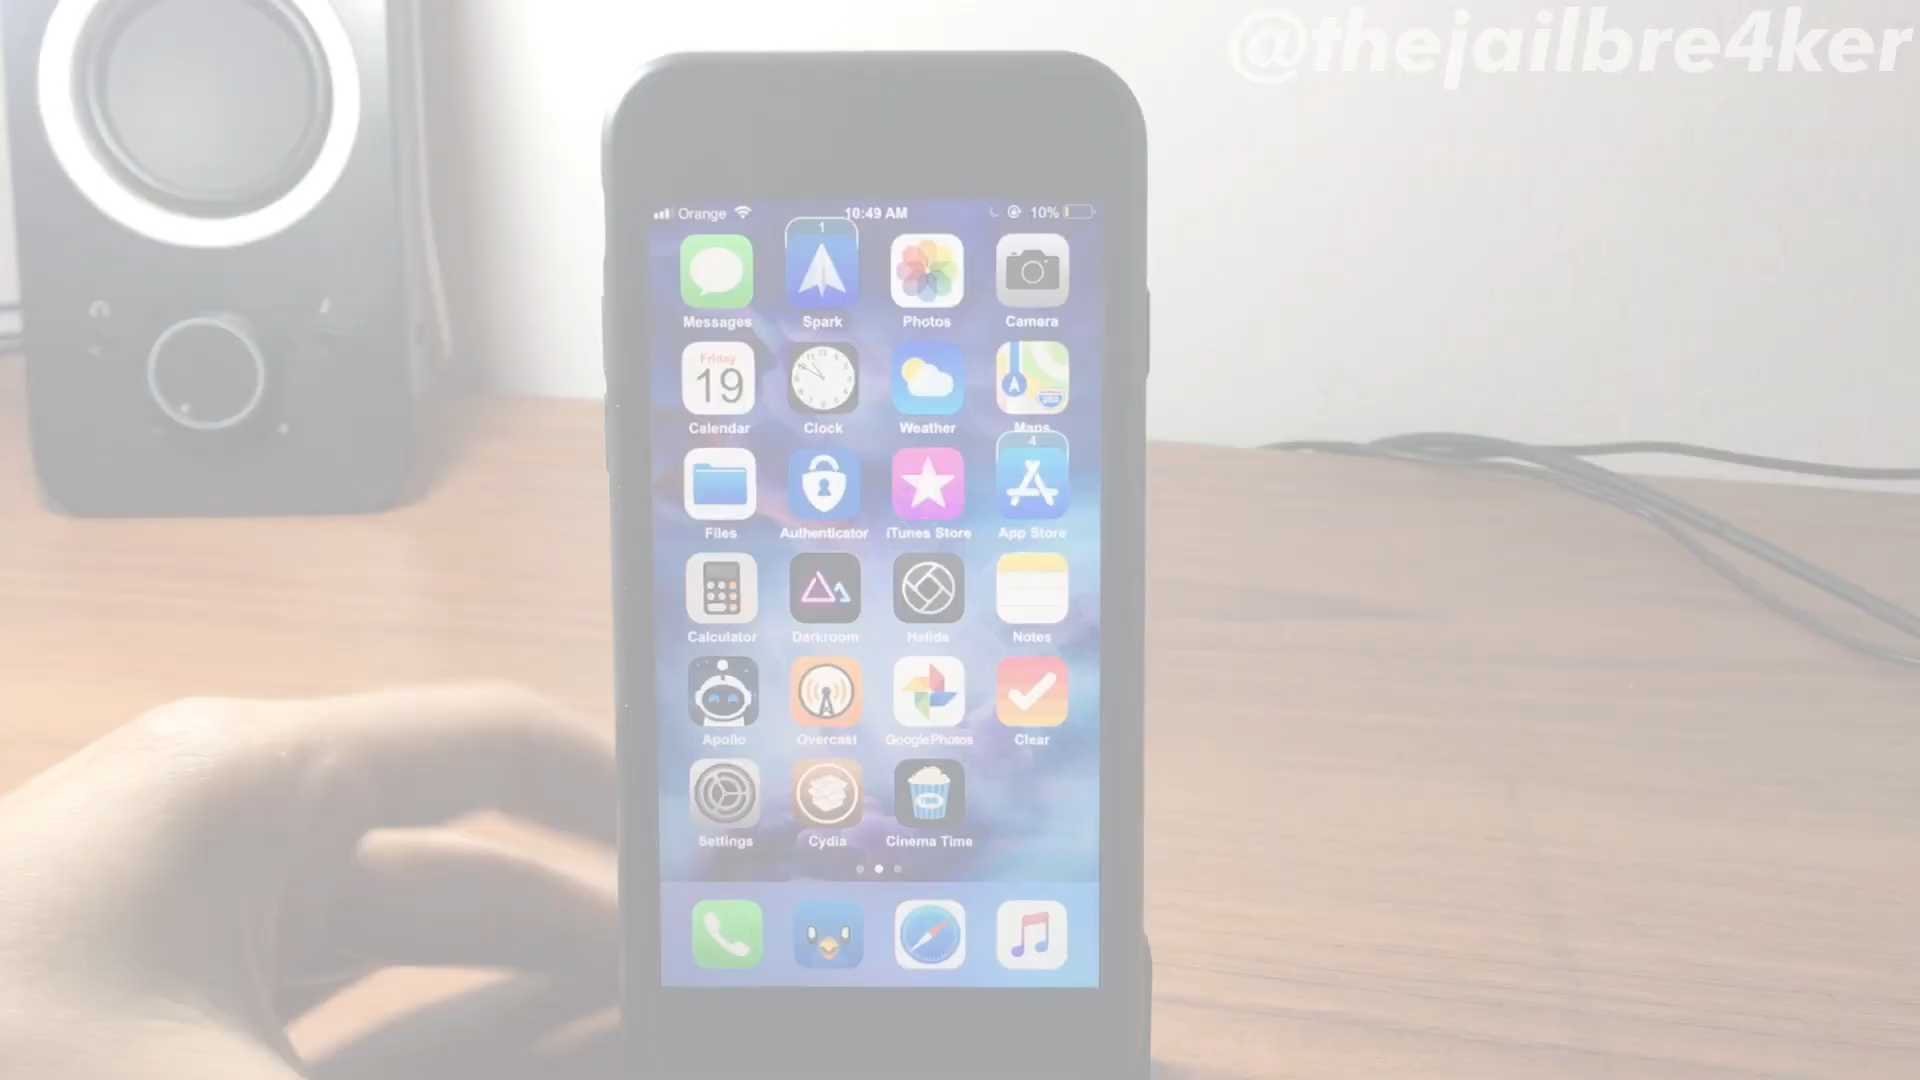 @thejailbre4ker
Orange
10:49 AM
10%
1
Messages
Spark
Photos
Camera
Friday
19
Calendar
Clock
Weather
Maps
4
280
Files
Authenticator
iTunes Store
App Store
Calculator
Darkroom
Halide
Notes
Apollo
Overcast
Google Photos
Clear
Settings
Cydia
Cinema Time